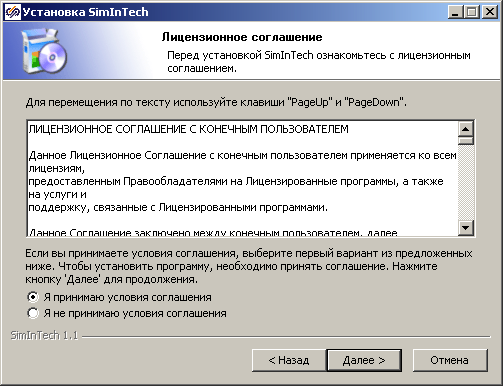 Установка SimInTech
Лицензионное соглашение
Перед установкой SimInTech ознакомьтесь с лицензионным
соглашением.
Для перемещения по тексту используйте клавиши "PageUp" и "PageDown".
ЛИЦЕНЗИОННОЕ СОГЛАШЕНИЕ С КОНЕЧНЫМ ПОЛЬЗОВАТЕЛЕМ
Данное Лицензионное Соглашение с конечным пользователем применяется ко всем
лицензиям,
предоставленным Правообладателями на Лицензированные программы, а также
на услуги и
поддержку, связанные с Лицензированными программами.
Данное Соглашение заключено между конечным пользователем, далее
Если вы принимаете условия соглашения, выберите первый вариант из предложенных
ниже. Чтобы установить программу, необходимо принять соглашение. Нажмите
кнопку 'Далее' для продолжения.
Я принимаю условия соглашения
Я не принимаю условия соглашения
SimInTech 1.1
< Назад
Далее >
Отмена